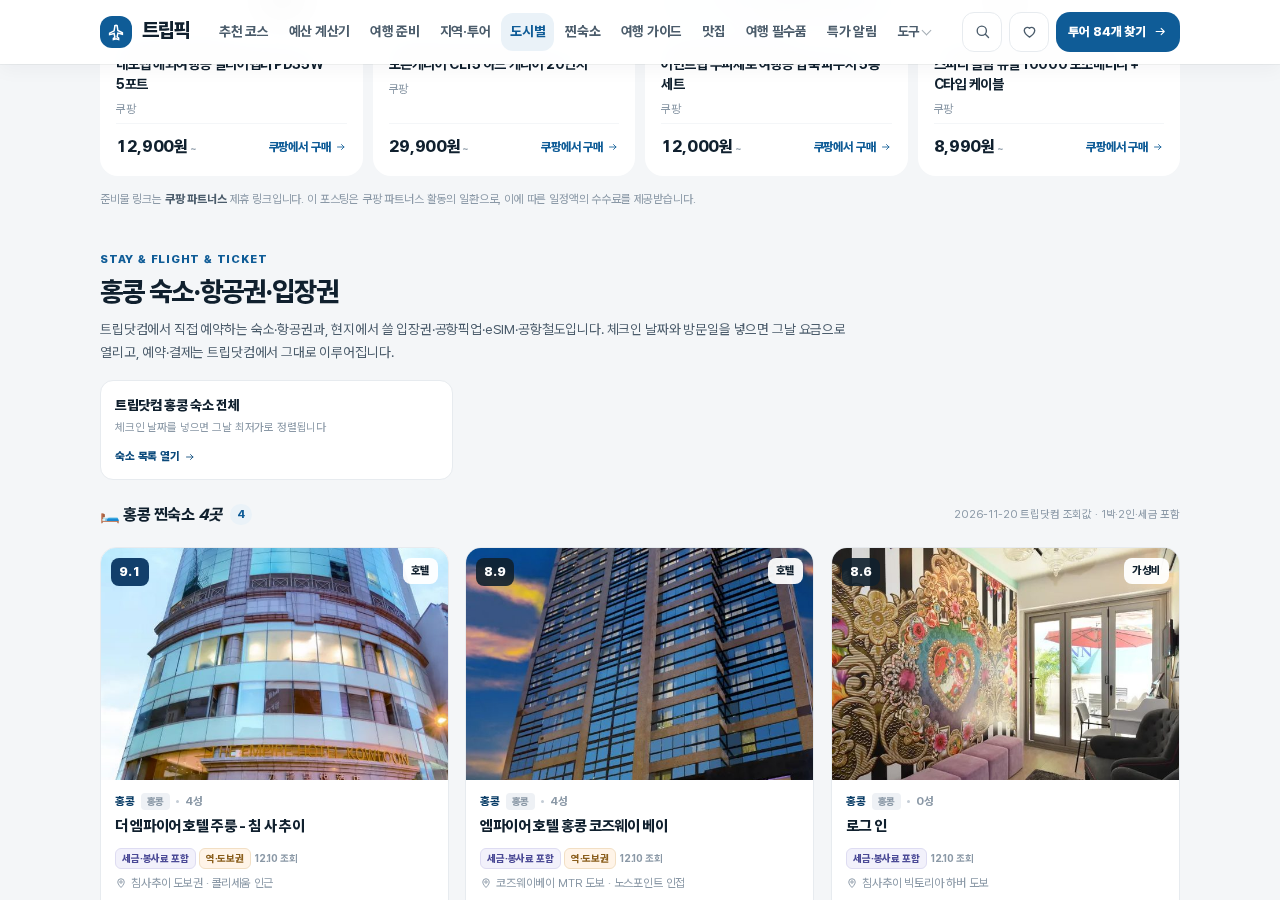 트립픽
추천 코스
예산 계산기
여행 준비
지역·투어
도시별
찐숙소
여행 가이드
맛집
여행 필수품
특가 알림
도구
투어 84개 찾기 →
5포트
쿠팡
12,900원~
쿠팡에서 구매 →
쿠팡
29,900원~
쿠팡에서 구매 →
세트
쿠팡
12,000원~
쿠팡에서 구매 →
C타입 케이블
쿠팡
8,990원~
쿠팡에서 구매 →
준비물 링크는 쿠팡 파트너스 제휴 링크입니다. 이 포스팅은 쿠팡 파트너스 활동의 일환으로, 이에 따른 일정액의 수수료를 제공받습니다.
STAY & FLIGHT & TICKET
홍콩 숙소·항공권·입장권
트립닷컴에서 직접 예약하는 숙소·항공권과, 현지에서 쓸 입장권·공항픽업·eSIM·공항철도입니다. 체크인 날짜와 방문일을 넣으면 그날 요금으로
열리고, 예약·결제는 트립닷컴에서 그대로 이루어집니다.
트립닷컴 홍콩 숙소 전체
체크인 날짜를 넣으면 그날 최저가로 정렬됩니다
숙소 목록 열기 →
홍콩 찐숙소 4곳 4
2026-11-20 트립닷컴 조회값 · 1박·2인·세금 포함
9.1
호텔
홍콩 홍콩 • 4성
더 엠파이어 호텔 주룽 - 침 사 추이
세금·봉사료 포함 역·도보권 12.10 조회
침사추이 도보권 · 콜리세움 인근
8.9
호텔
홍콩 홍콩 • 4성
엠파이어 호텔 홍콩 코즈웨이 베이
세금·봉사료 포함 역·도보권 12.10 조회
코즈웨이베이 MTR 도보 · 노스포인트 인접
8.6
가성비
홍콩 홍콩 • 0성
로그 인
세금·봉사료 포함 12.10 조회
침사추이 빅토리아 하버 도보